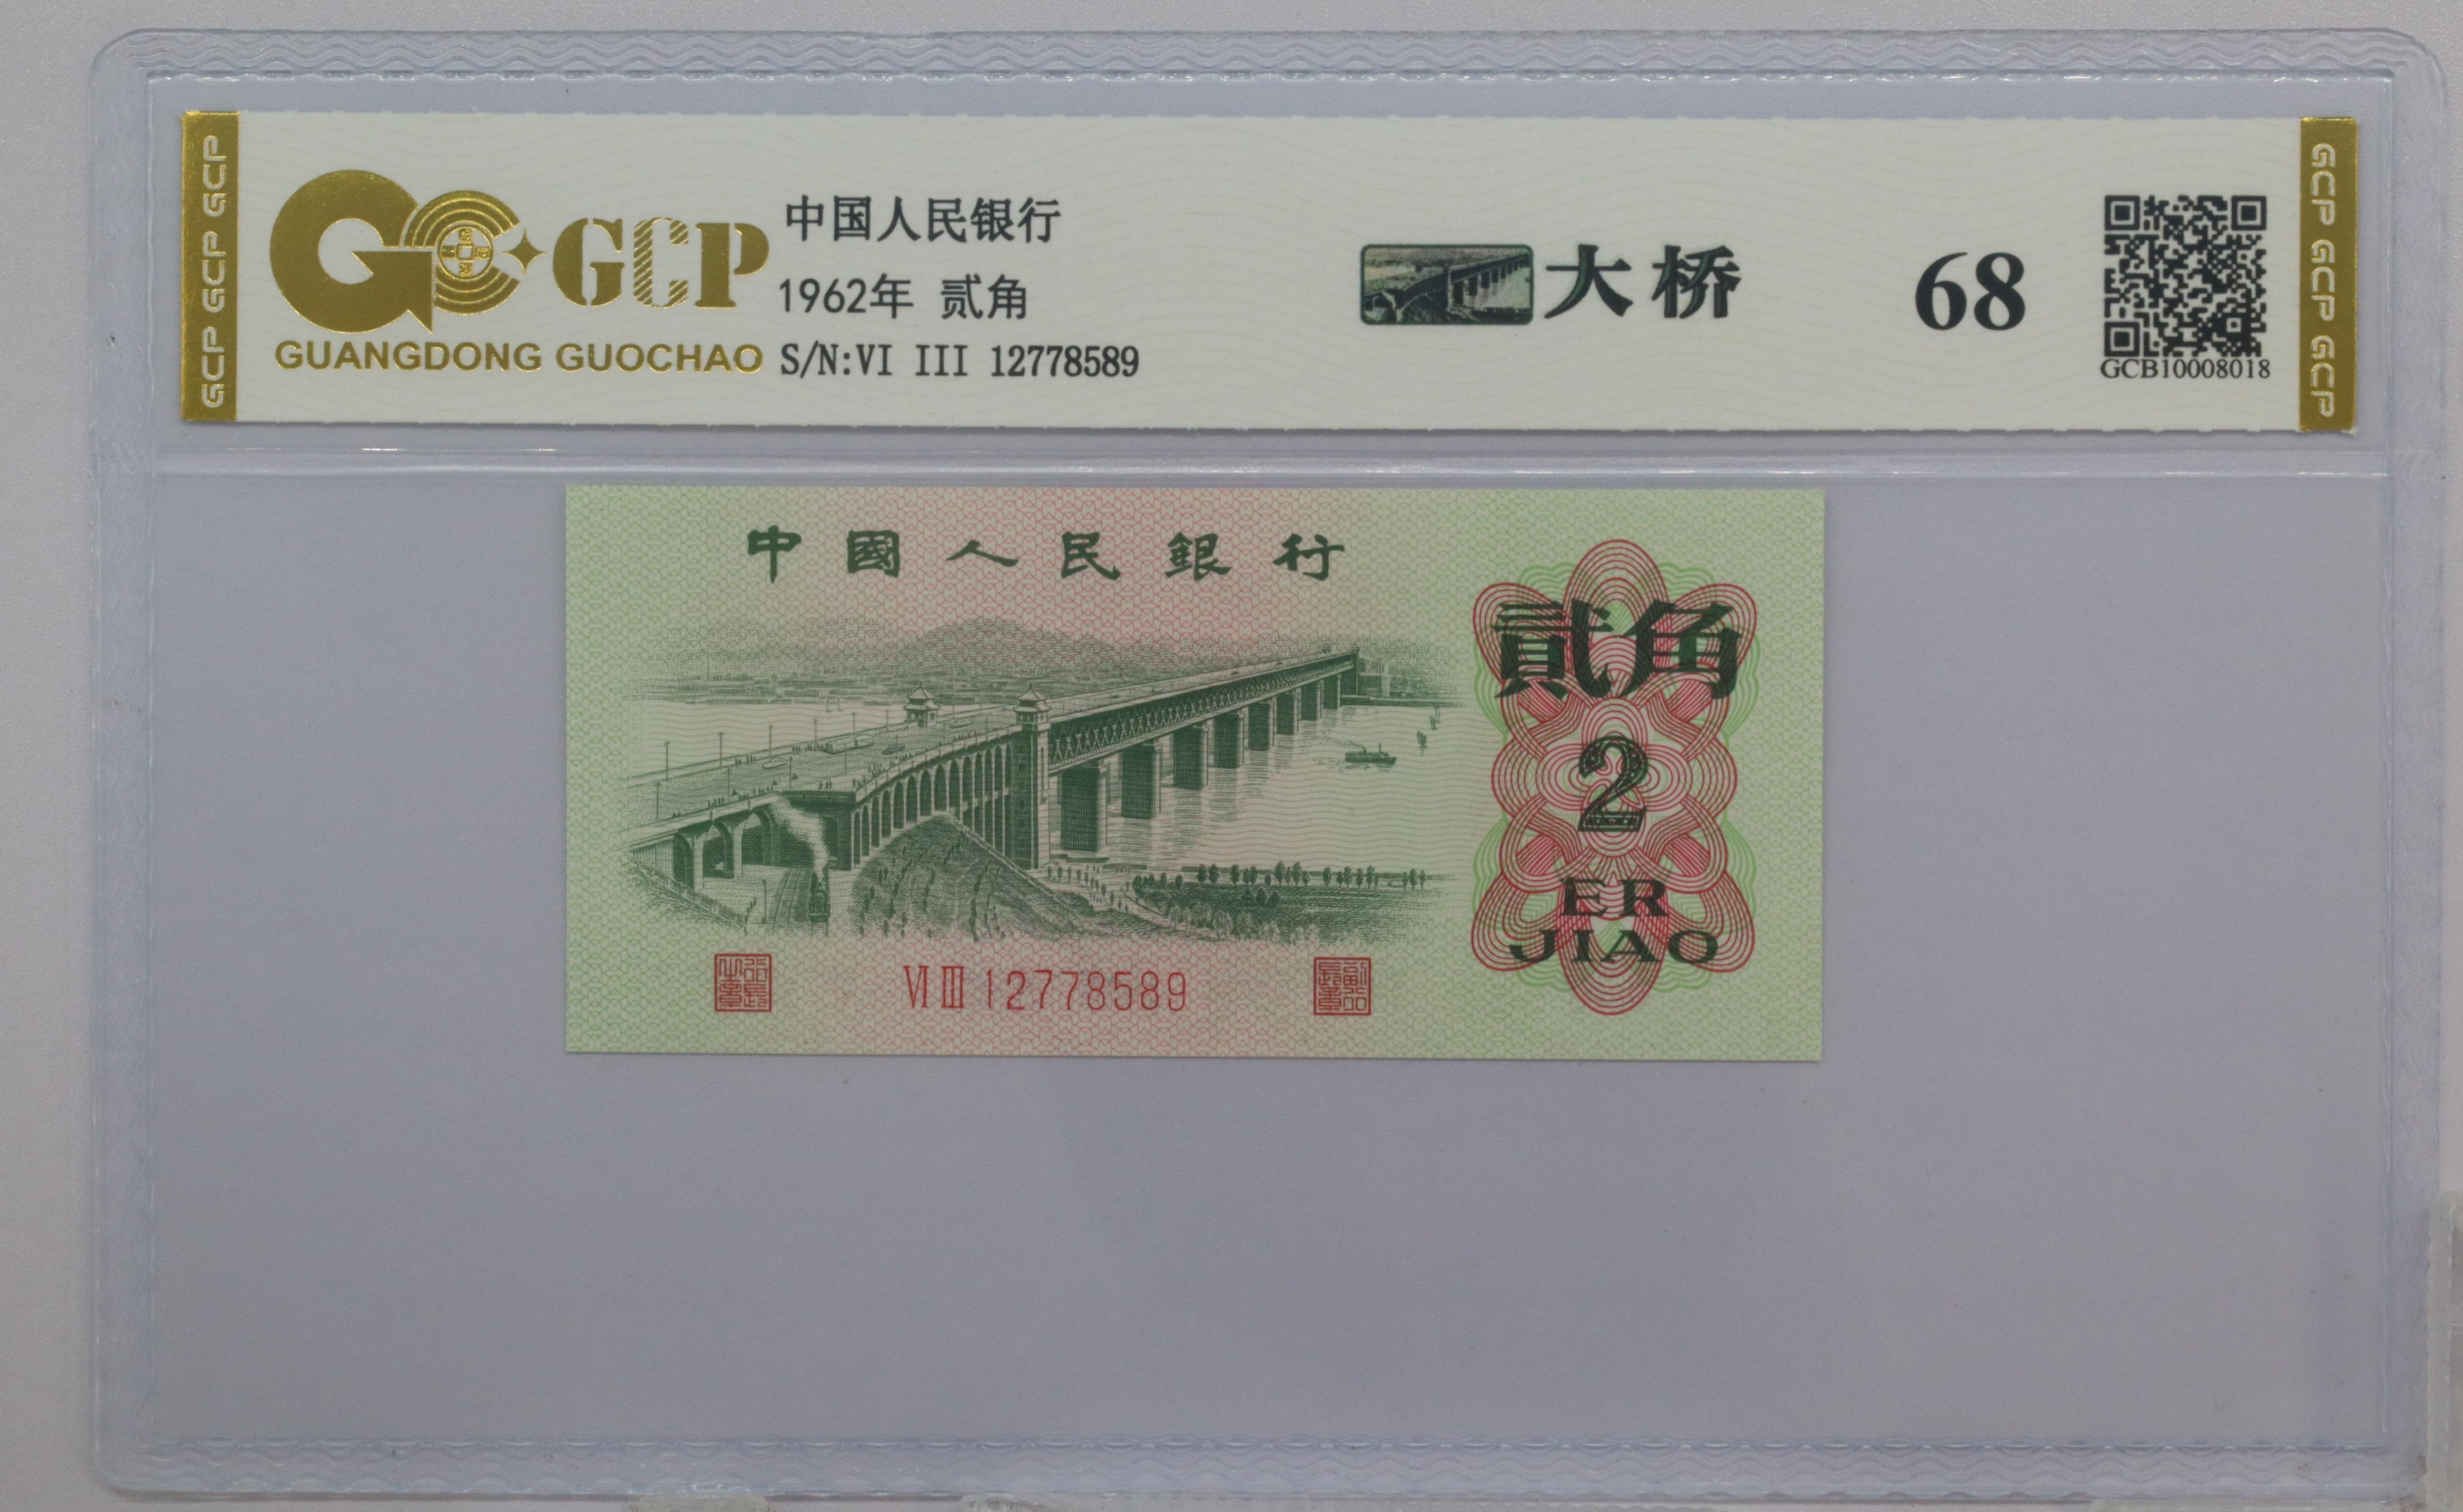 GCP GCP GCP
GCP
GUANGDONG GUOCHAO
中国人民银行
1962年 贰角
S/N:VI III 12778589
大桥
68
GCB10008018
GCP GCP GCP
中國人民銀行
貳角
2
ER
JIAO
VI III 12778589